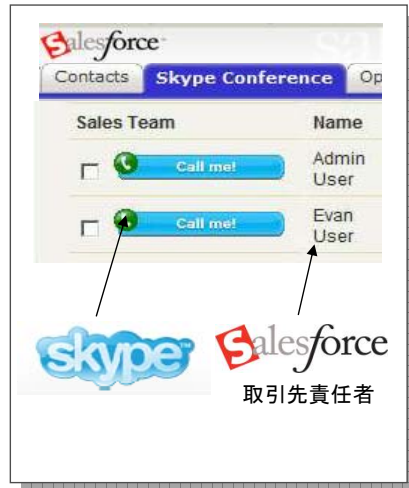 Salesforce
Contacts Skype Conference Op
Sales Team Name
Call me! Admin User
Call me! Evan User
skype Salesforce
取引先責任者